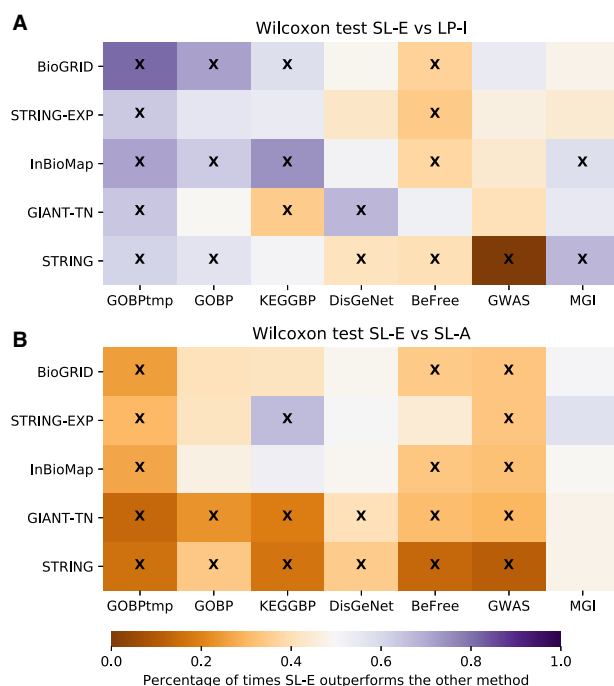 A
Wilcoxon test SL-E vs LP-I
BioGRID X X X X
STRING-EXP X X
InBioMap X X X X X
GIANT-TN X X X
STRING X X X X X X
GOBPtmp GOBP KEGGBP DisGeNet BeFree GWAS MGI
B
Wilcoxon test SL-E vs SL-A
BioGRID X X X
STRING-EXP X X
InBioMap X X X
GIANT-TN X X X X X X
STRING X X X X X X
GOBPtmp GOBP KEGGBP DisGeNet BeFree GWAS MGI
0.0 0.2 0.4 0.6 0.8 1.0
Percentage of times SL-E outperforms the other method